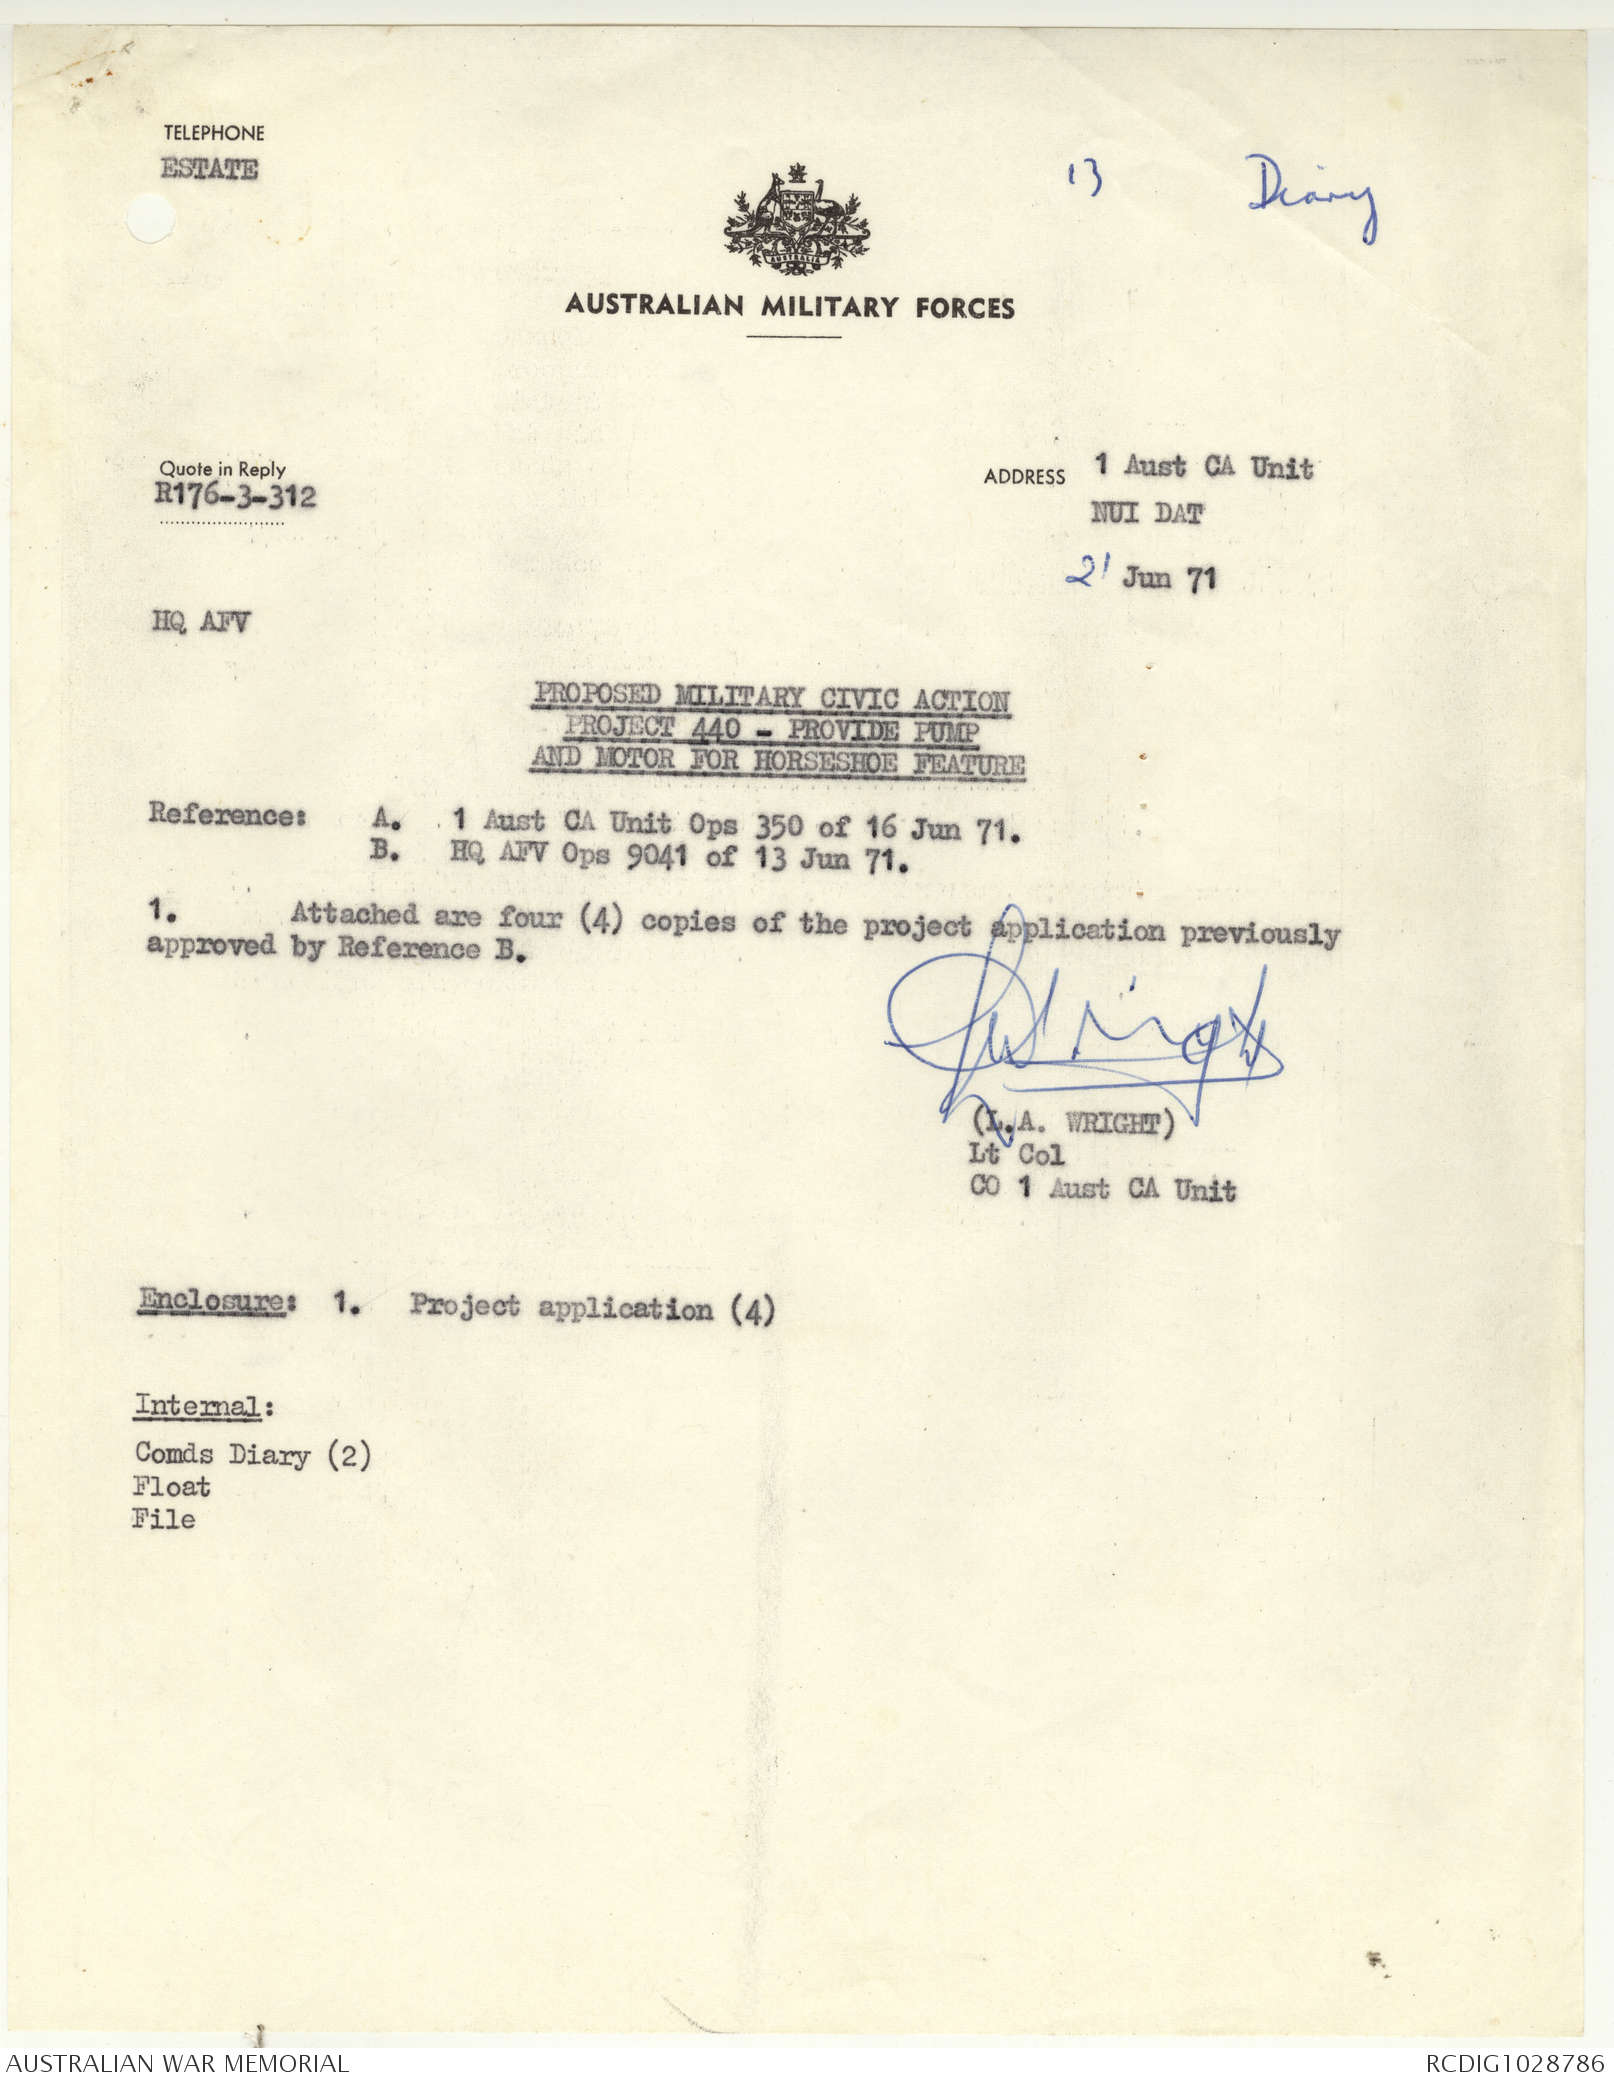 TELEPHONE
ESTATE
13 Diary
AUSTRALIA
AUSTRALIAN MILITARY FORCES
Quote in Reply
R176-3-312
ADDRESS 1 Aust CA Unit
NUI DAT
21 Jun 71
HQ AFV
PROPOSED MILITARY CIVIC ACTION
PROJECT 440 - PROVIDE PUMP
AND MOTOR FOR HORSESHOE FEATURE
Reference: A. 1 Aust CA Unit Ops 350 of 16 Jun 71.
B. HQ AFV Ops 9041 of 13 Jun 71.
1. Attached are four (4) copies of the project application previously
approved by Reference B.
(L.A. WRIGHT)
Lt Col
CO 1 Aust CA Unit
Enclosure: 1. Project application (4)
Internal:
Comds Diary (2)
Float
File
AUSTRALIAN WAR MEMORIAL
RCDIG1028786